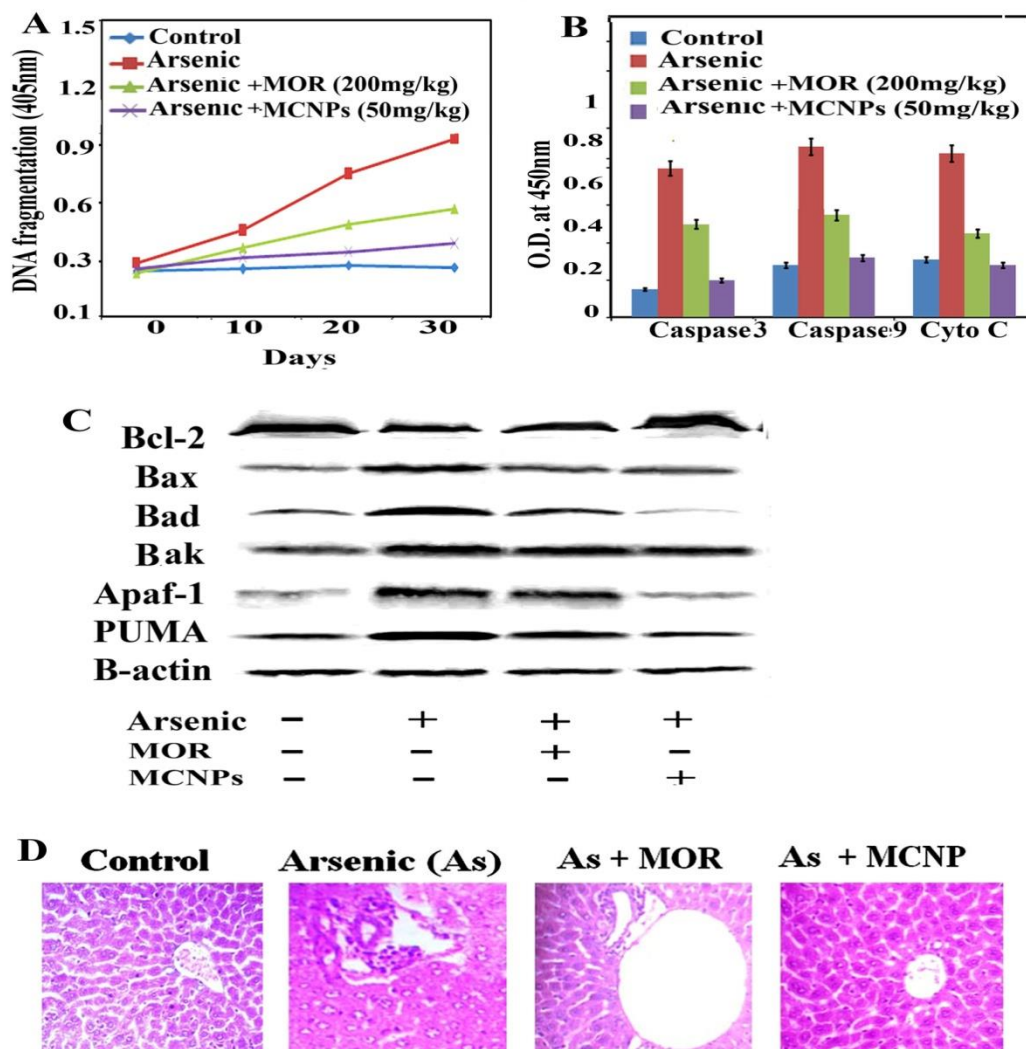 A
DNA fragmentation (405nm)
1.5
1.2
0.9
0.6
0.3
0.1
Control
Arsenic
Arsenic +MOR (200mg/kg)
Arsenic +MCNPs (50mg/kg)
0 10 20 30
Days
B
O.D. at 450nm
1
0.8
0.6
0.4
0.2
0
Control
Arsenic
Arsenic +MOR (200mg/kg)
Arsenic +MCNPs (50mg/kg)
Caspase3 Caspase9 Cyto C
C
Bcl-2
Bax
Bad
Bak
Apaf-1
PUMA
B-actin
Arsenic − + + +
MOR − − + −
MCNPs − − − +
D
Control Arsenic (As) As + MOR As + MCNP